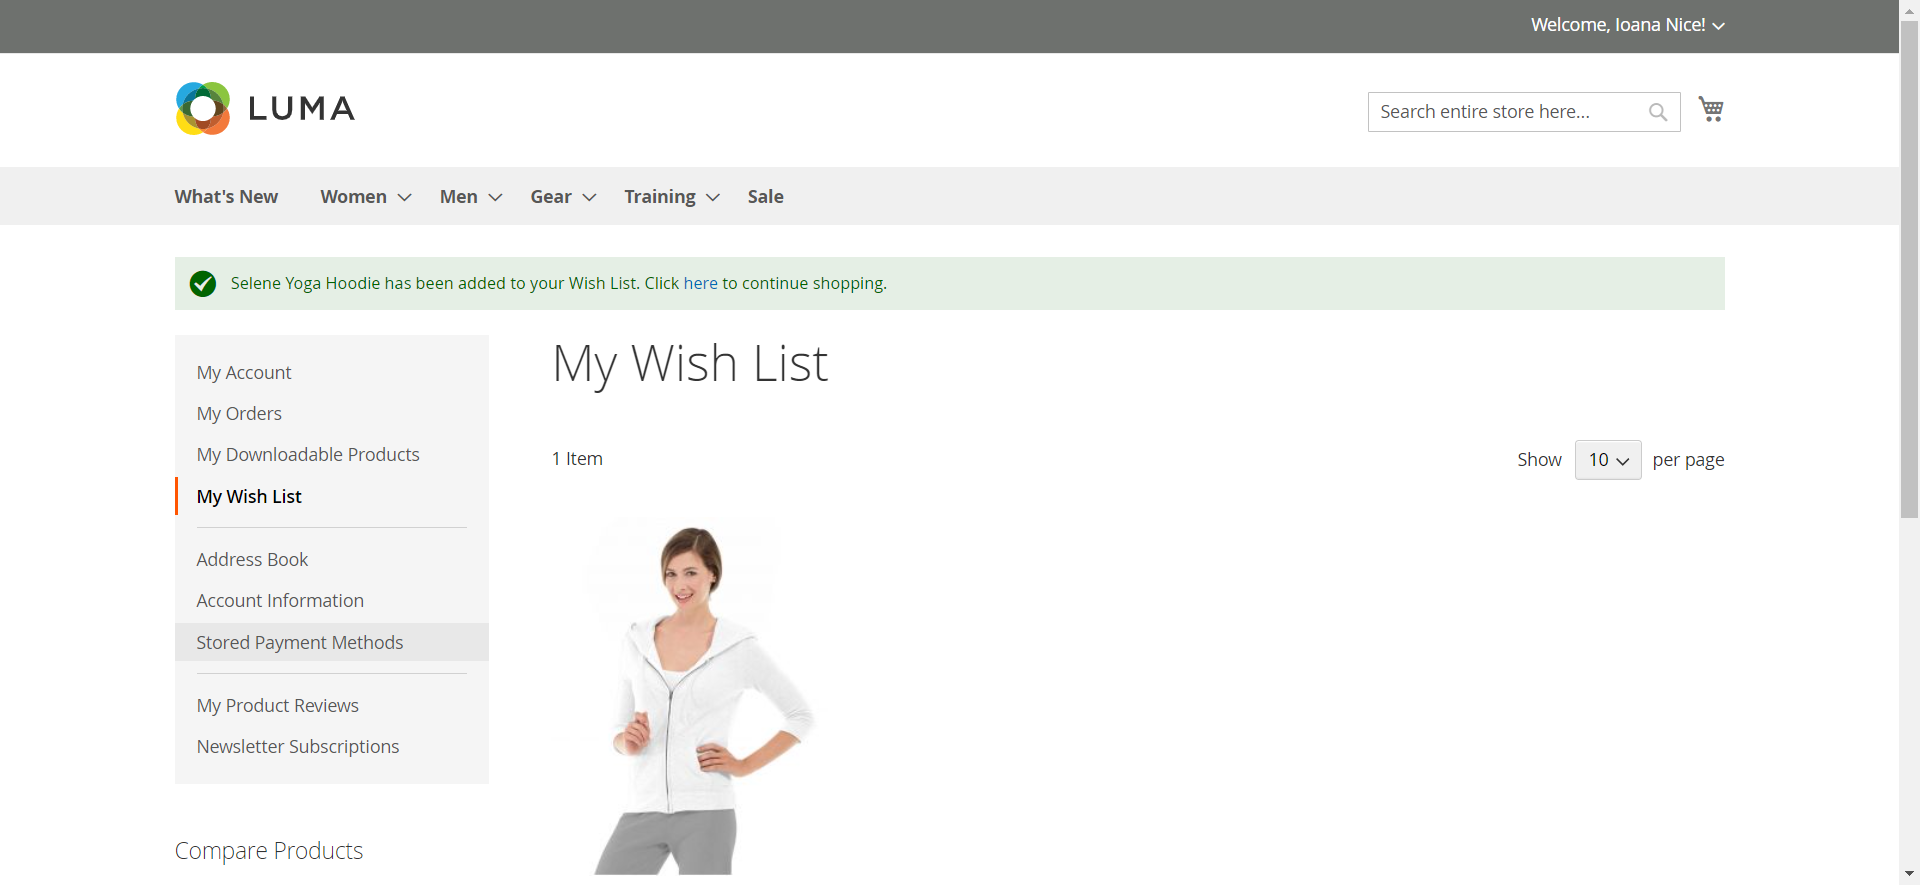 Welcome, Ioana Nice!
LUMA
Search entire store here...
What's New Women Men Gear Training Sale
Selene Yoga Hoodie has been added to your Wish List. Click here to continue shopping.
My Account
My Orders
My Downloadable Products
My Wish List
Address Book
Account Information
Stored Payment Methods
My Product Reviews
Newsletter Subscriptions
Compare Products
My Wish List
1 Item
Show 10 per page